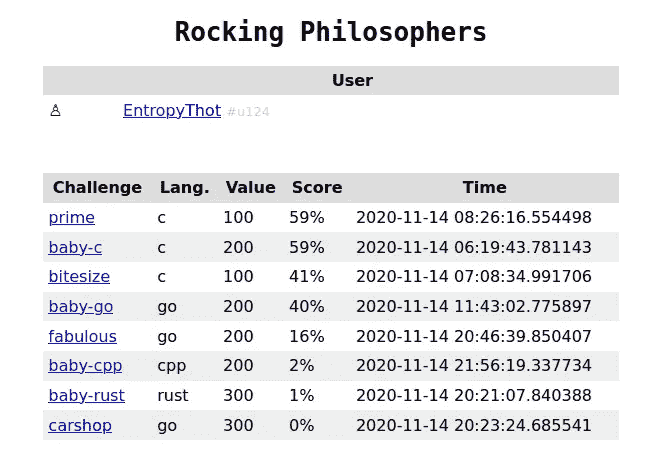 Rocking Philosophers
User
♙ EntropyThot #u124
Challenge Lang. Value Score Time
prime c 100 59% 2020-11-14 08:26:16.554498
baby-c c 200 59% 2020-11-14 06:19:43.781143
bitesize c 100 41% 2020-11-14 07:08:34.991706
baby-go go 200 40% 2020-11-14 11:43:02.775897
fabulous go 200 16% 2020-11-14 20:46:39.850407
baby-cpp cpp 200 2% 2020-11-14 21:56:19.337734
baby-rust rust 300 1% 2020-11-14 20:21:07.840388
carshop go 300 0% 2020-11-14 20:23:24.685541